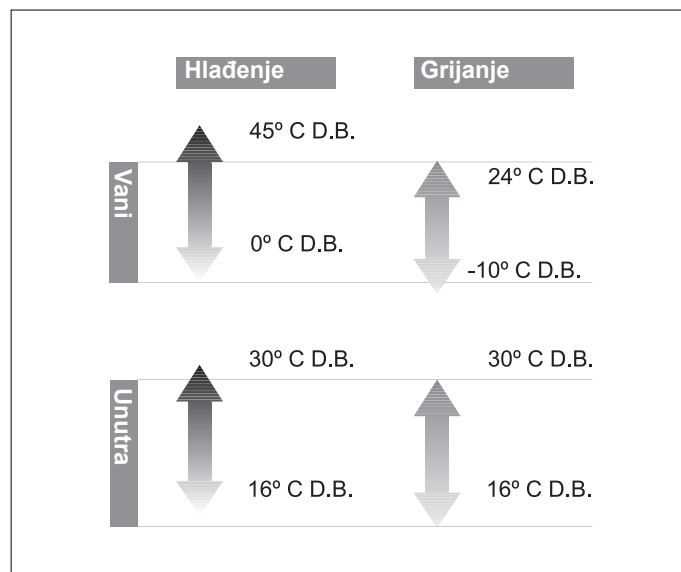 Hlađenje
Grijanje
Vani
45º C D.B.
24º C D.B.
0º C D.B.
-10º C D.B.
Unutra
30º C D.B.
30º C D.B.
16º C D.B.
16º C D.B.